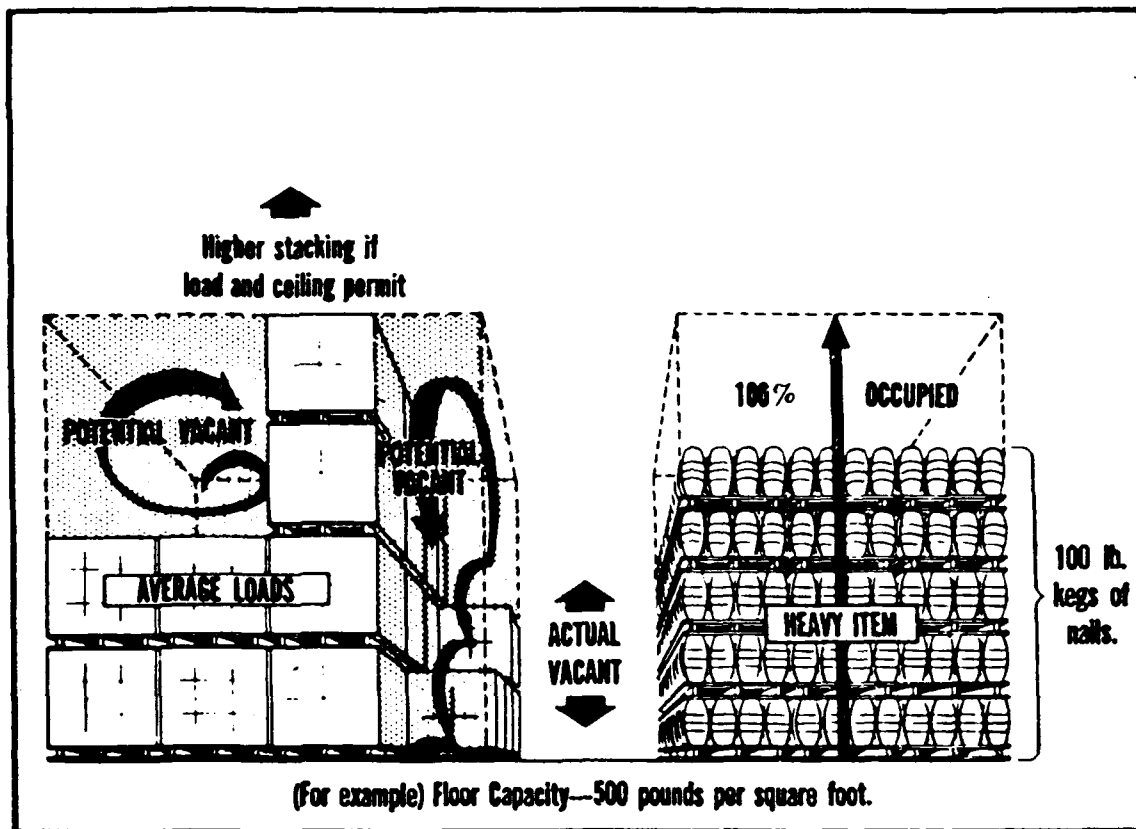 Higher stacking if
load and ceiling permit
POTENTIAL VACANT
POTENTIAL
VACANT
AVERAGE LOADS
ACTUAL
VACANT
106% OCCUPIED
HEAVY ITEM
100 lb.
kegs of
nails.
(For example) Floor Capacity—500 pounds per square foot.